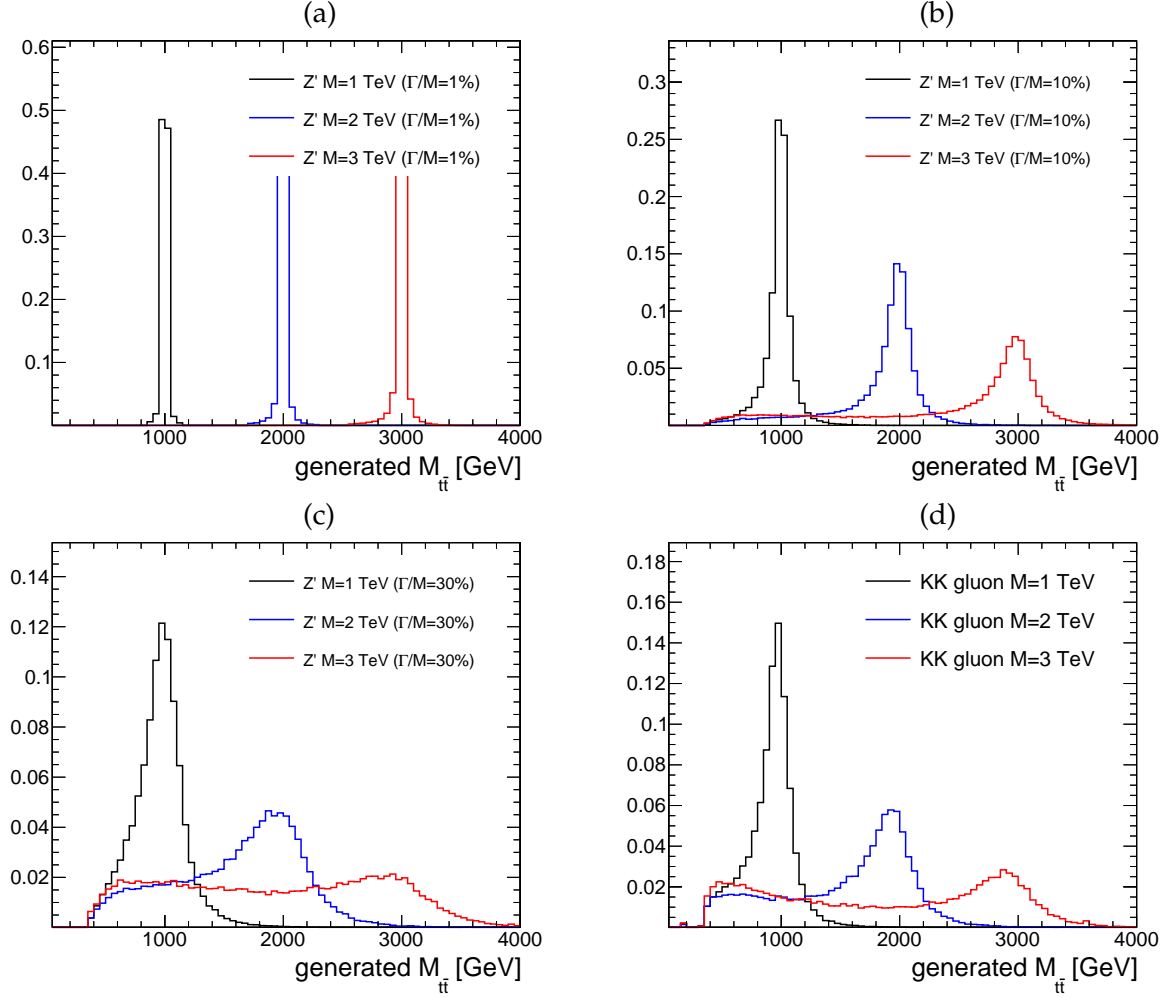 (a)
0.6
0.5
0.4
0.3
0.2
0.1
Z' M=1 TeV (Γ/M=1%)
Z' M=2 TeV (Γ/M=1%)
Z' M=3 TeV (Γ/M=1%)
1000 2000 3000 4000
generated M_tt̄ [GeV]
(b)
0.3
0.25
0.2
0.15
0.1
0.05
Z' M=1 TeV (Γ/M=10%)
Z' M=2 TeV (Γ/M=10%)
Z' M=3 TeV (Γ/M=10%)
1000 2000 3000 4000
generated M_tt̄ [GeV]
(c)
0.14
0.12
0.1
0.08
0.06
0.04
0.02
Z' M=1 TeV (Γ/M=30%)
Z' M=2 TeV (Γ/M=30%)
Z' M=3 TeV (Γ/M=30%)
1000 2000 3000 4000
generated M_tt̄ [GeV]
(d)
0.18
0.16
0.14
0.12
0.1
0.08
0.06
0.04
0.02
KK gluon M=1 TeV
KK gluon M=2 TeV
KK gluon M=3 TeV
1000 2000 3000 4000
generated M_tt̄ [GeV]